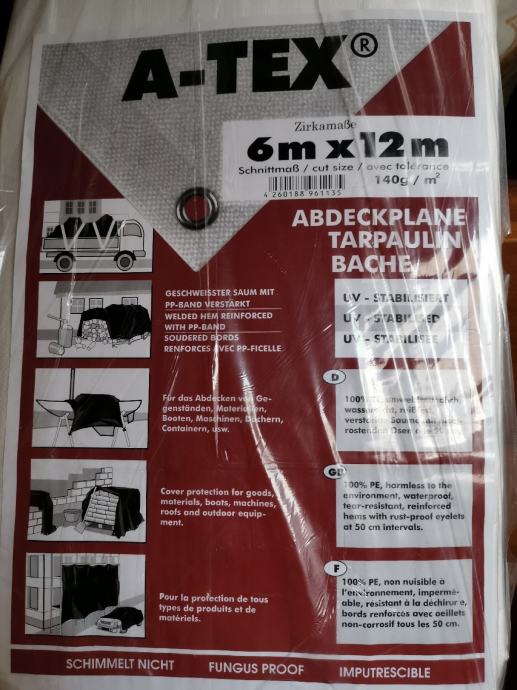 A-TEX®
Zirkamaße
6m x 12m
Schnittmaß / cut size / avec tolérance
4 260188 961135
140g / m²
ABDECKPLANE
TARPAULIN
BACHE
GESCHWEISSTER SAUM MIT
PP-BAND VERSTÄRKT
WELDED HEM REINFORCED
WITH PP-BAND
SOUDERED BORDS
RENFORCES AVEC PP-FICELLE
UV - STABILISIERT
UV - STABILISED
UV - STABILISEE
Für das Abdecken von Ge-
genständen, Materialien,
Booten, Maschinen, Dächern,
Containern, usw.
D
100% PE,
Cover protection for goods,
materials, boots, machines,
roofs and outdoor equip-
ment.
GB
100% PE, harmless to the
environment, waterproof,
tear-resistant, reinforced
hems with rust-proof eyelets
at 50 cm intervals.
Pour la protection de tous
types de produits et de
matériels.
F
100% PE, non nuisible à
l'environnement, impermé-
able, résistant à la déchirure,
bords renforcés avec oeillets
non-corrosif tous les 50 cm.
SCHIMMELT NICHT FUNGUS PROOF IMPUTRESCIBLE